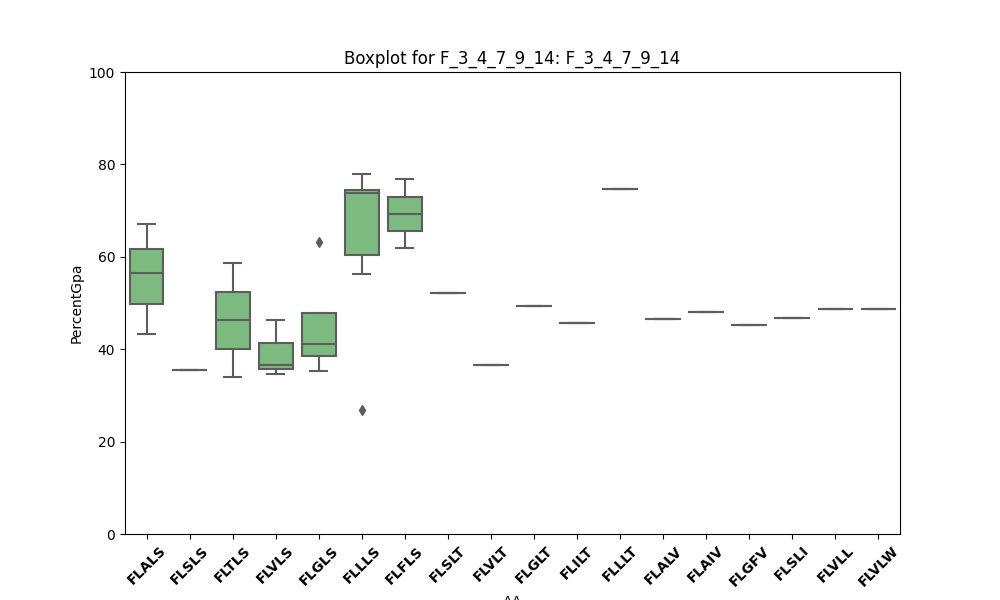 Boxplot for F_3_4_7_9_14: F_3_4_7_9_14
100
80
60
40
20
0
PercentGpa
FLALS
FLSLS
FLTLS
FLVLS
FLGLS
FLLLS
FLFLS
FLSLT
FLVLT
FLGLT
FLILT
FLLLT
FLALV
FLAIV
FLGFV
FLSLI
FLVLL
FLVLW
AA